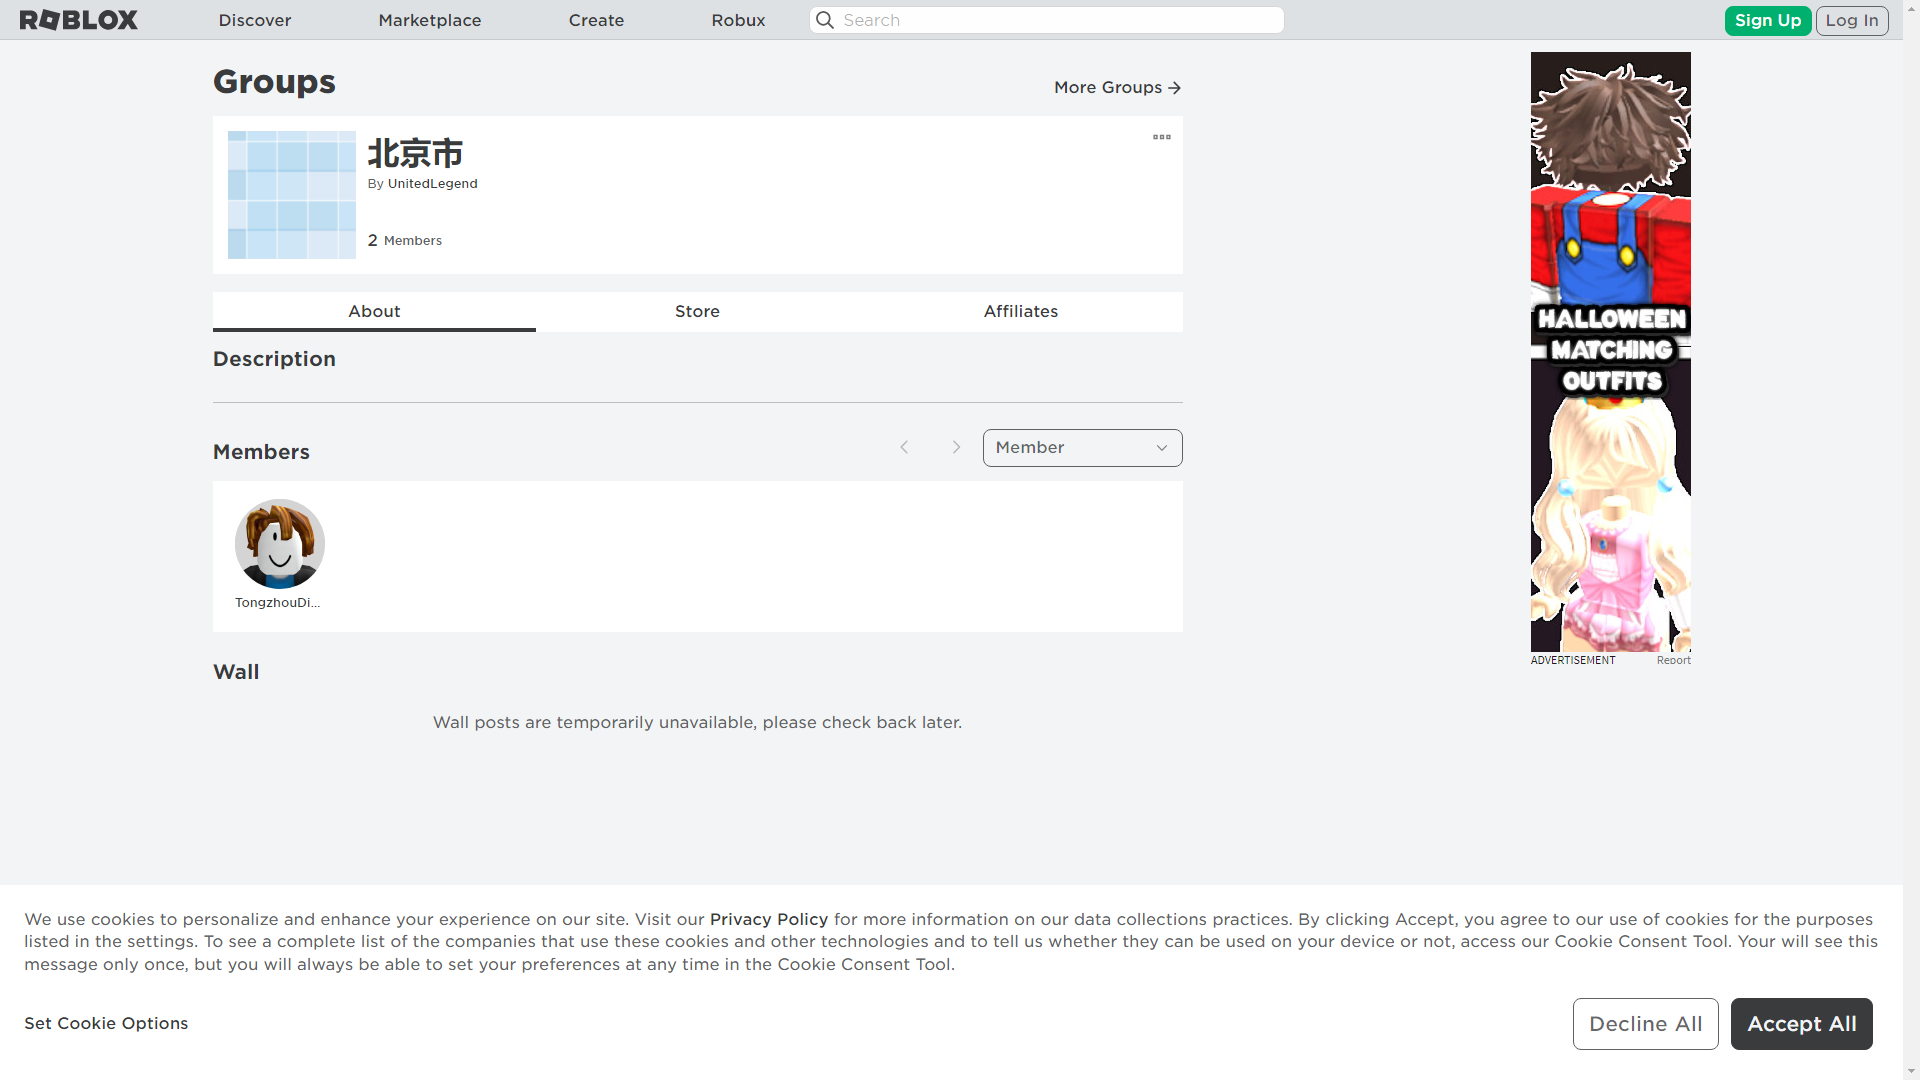 ROBLOX
Discover
Marketplace
Create
Robux
Search
Sign Up
Log In
Groups
More Groups
北京市
By UnitedLegend
2 Members
About
Store
Affiliates
Description
Members
Member
TongzhouDi...
Wall
Wall posts are temporarily unavailable, please check back later.
HALLOWEEN
MATCHING
OUTFITS
ADVERTISEMENT
Report
We use cookies to personalize and enhance your experience on our site. Visit our Privacy Policy for more information on our data collections practices. By clicking Accept, you agree to our use of cookies for the purposes
listed in the settings. To see a complete list of the companies that use these cookies and other technologies and to tell us whether they can be used on your device or not, access our Cookie Consent Tool. Your will see this
message only once, but you will always be able to set your preferences at any time in the Cookie Consent Tool.
Set Cookie Options
Decline All
Accept All